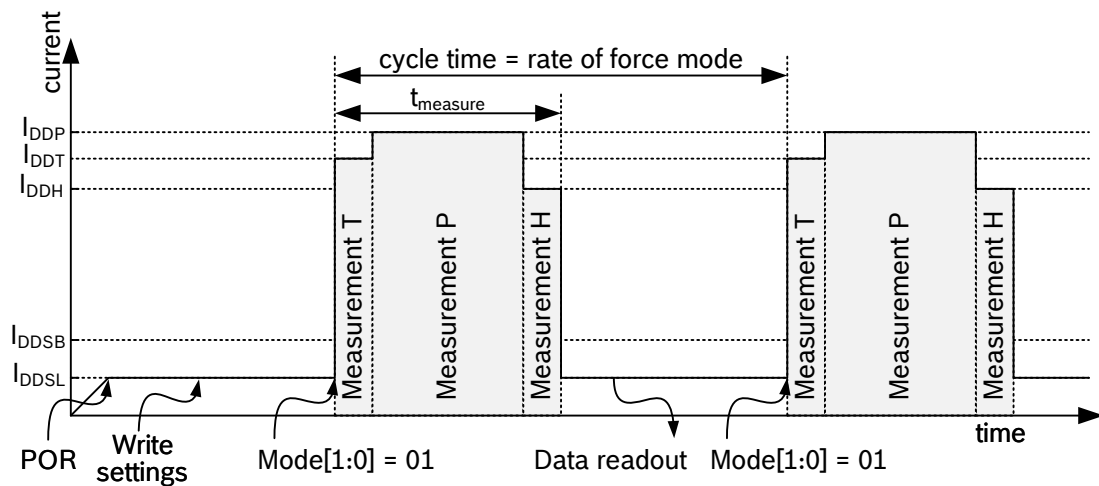 current
cycle time = rate of force mode
tmeasure
IDDP
IDDT
IDDH
IDDSB
IDDSL
Measurement T
Measurement P
Measurement H
Measurement T
Measurement P
Measurement H
time
POR
Write
settings
Mode[1:0] = 01
Data readout
Mode[1:0] = 01